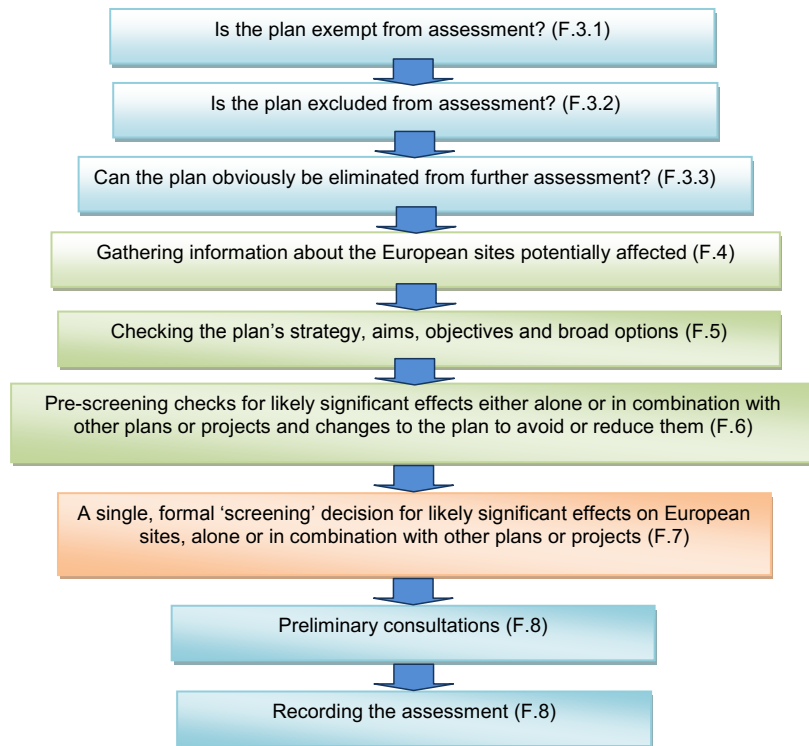 Is the plan exempt from assessment? (F.3.1)
Is the plan excluded from assessment? (F.3.2)
Can the plan obviously be eliminated from further assessment? (F.3.3)
Gathering information about the European sites potentially affected (F.4)
Checking the plan's strategy, aims, objectives and broad options (F.5)
Pre-screening checks for likely significant effects either alone or in combination with
other plans or projects and changes to the plan to avoid or reduce them (F.6)
A single, formal ‘screening’ decision for likely significant effects on European
sites, alone or in combination with other plans or projects (F.7)
Preliminary consultations (F.8)
Recording the assessment (F.8)